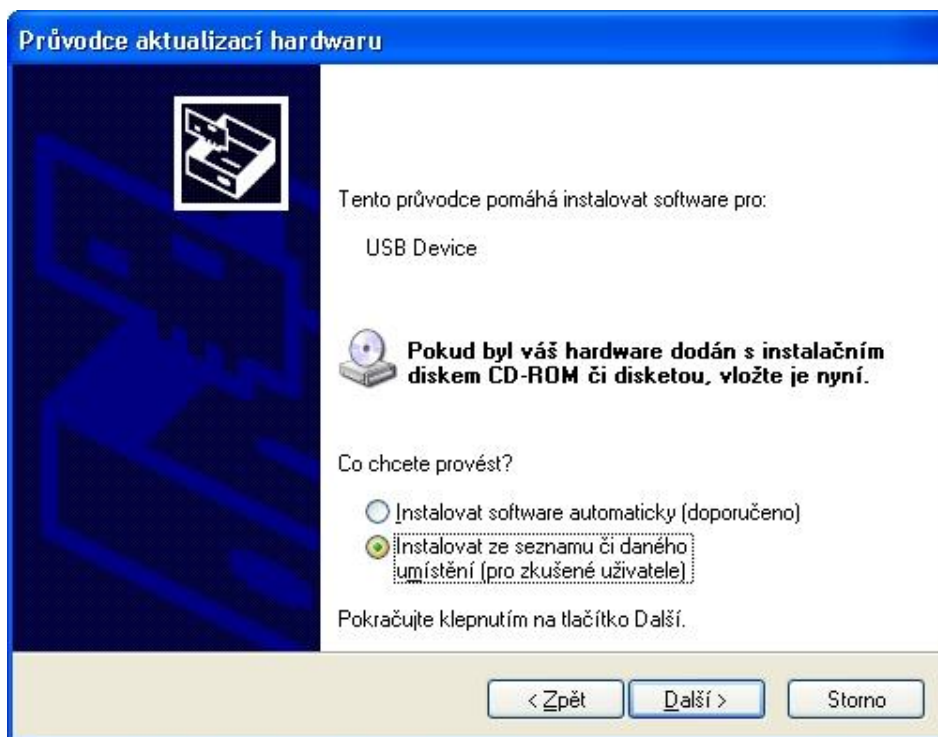 Průvodce aktualizací hardwaru
Tento průvodce pomáhá instalovat software pro:
USB Device
Pokud byl váš hardware dodán s instalačním
diskem CD-ROM či disketou, vložte je nyní.
Co chcete provést?
Instalovat software automaticky (doporučeno)
Instalovat ze seznamu či daného
umístění (pro zkušené uživatele)
Pokračujte klepnutím na tlačítko Další.
< Zpět
Další >
Storno